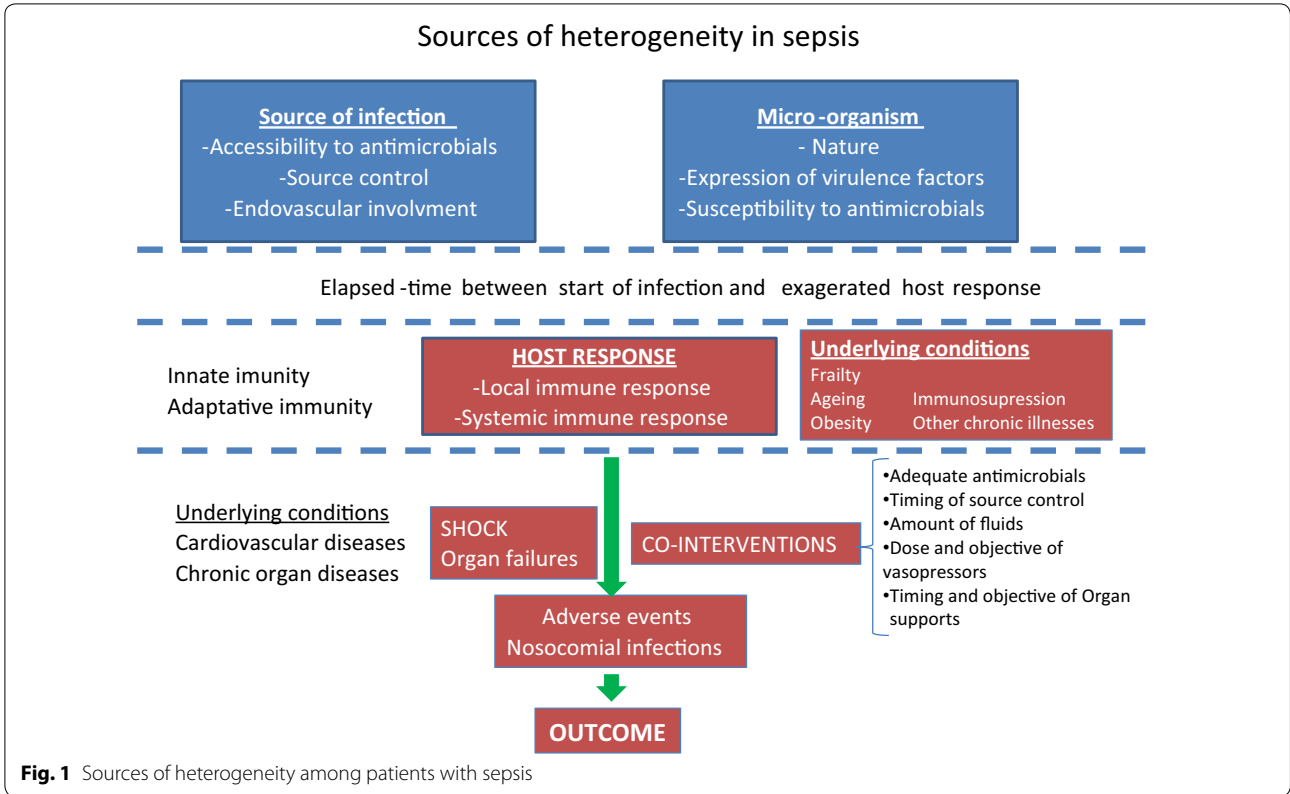 Sources of heterogeneity in sepsis
Source of infection
-Accessibility to antimicrobials
-Source control
-Endovascular involvment
Micro-organism
- Nature
-Expression of virulence factors
-Susceptibility to antimicrobials
Elapsed-time between start of infection and exagerated host response
Innate imunity
Adaptative immunity
HOST RESPONSE
-Local immune response
-Systemic immune response
Underlying conditions
Frailty
Ageing Immunosupression
Obesity Other chronic illnesses
Underlying conditions
Cardiovascular diseases
Chronic organ diseases
SHOCK
Organ failures
CO-INTERVENTIONS
•Adequate antimicrobials
•Timing of source control
•Amount of fluids
•Dose and objective of
vasopressors
•Timing and objective of Organ
supports
Adverse events
Nosocomial infections
OUTCOME
Fig. 1 Sources of heterogeneity among patients with sepsis